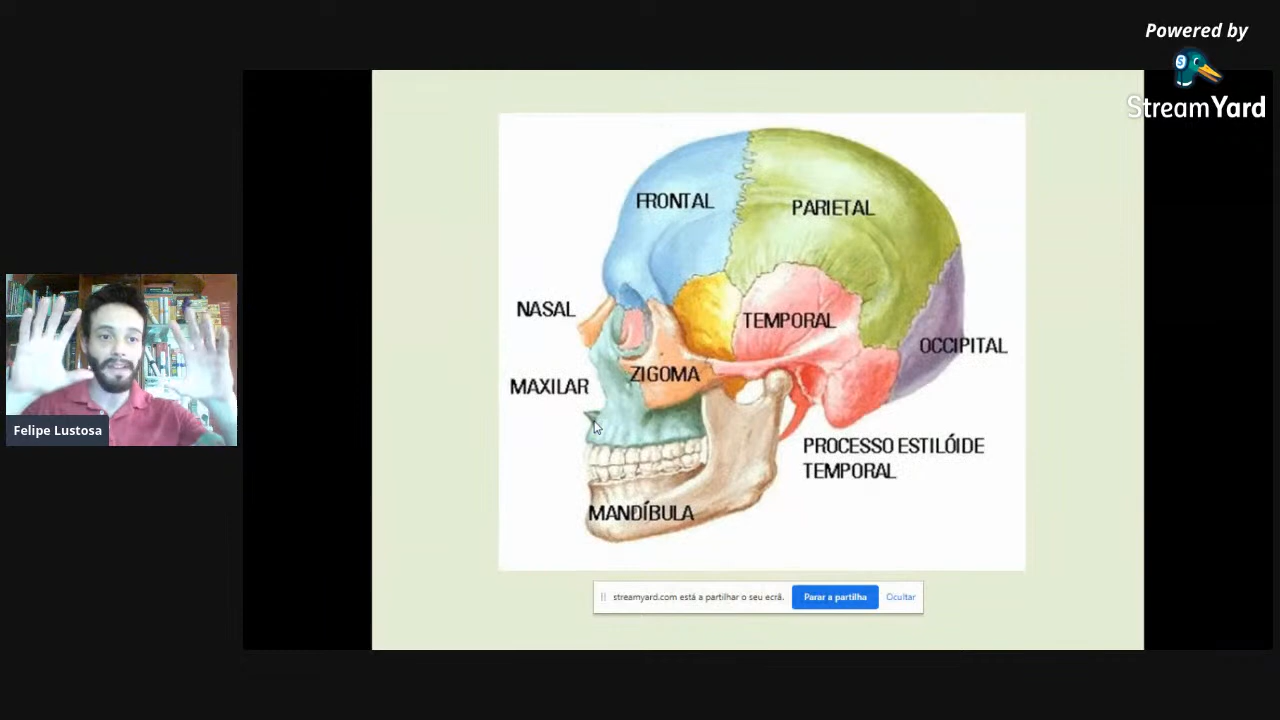 Powered by
StreamYard
FRONTAL
PARIETAL
NASAL
TEMPORAL
OCCIPITAL
ZIGOMA
MAXILAR
PROCESSO ESTILÓIDE
TEMPORAL
MANDÍBULA
Felipe Lustosa
streamyard.com está a partilhar o seu ecrã.
Parar a partilha
Ocultar